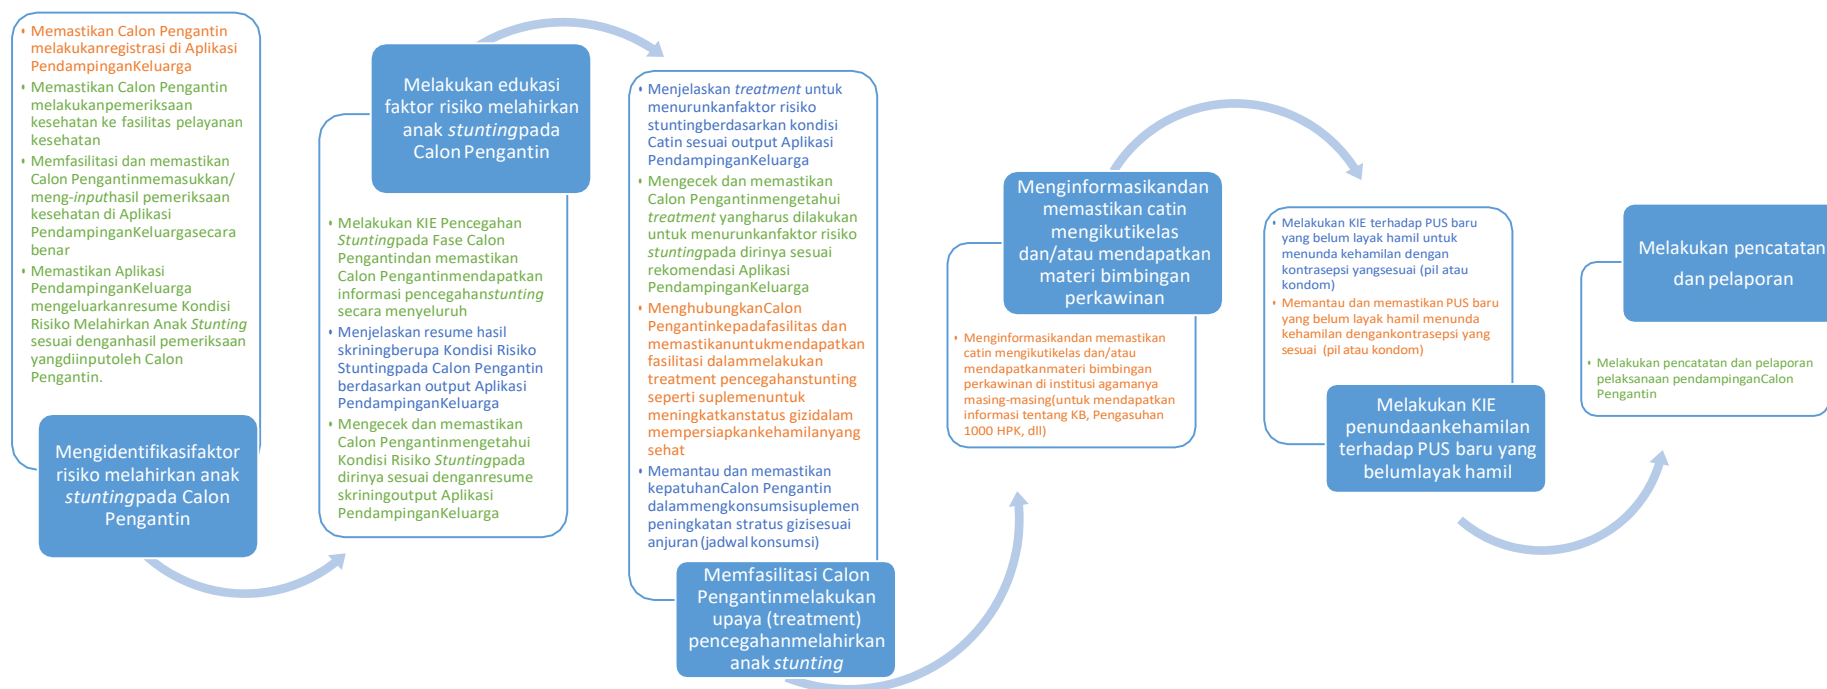 • Memastikan Calon Pengantin
melakukanregistrasi di Aplikasi
PendampinganKeluarga
• Memastikan Calon Pengantin
melakukanpemeriksaan
kesehatan ke fasilitas pelayanan
kesehatan
• Memfasilitasi dan memastikan
Calon Pengantinmemasukkan/
meng-inputhasil pemeriksaan
kesehatan di Aplikasi
PendampinganKeluargasecara
benar
• Memastikan Aplikasi
PendampinganKeluarga
mengeluarkanresume Kondisi
Risiko Melahirkan Anak Stunting
sesuai denganhasil pemeriksaan
yangdiinputoleh Calon
Pengantin.
Mengidentifikasifaktor
risiko melahirkan anak
stuntingpada Calon
Pengantin
Melakukan edukasi
faktor risiko melahirkan
anak stuntingpada
Calon Pengantin
• Melakukan KIE Pencegahan
Stuntingpada Fase Calon
Pengantindan memastikan
Calon Pengantinmendapatkan
informasi pencegahanstunting
secara menyeluruh
• Menjelaskan resume hasil
skriningberupa Kondisi Risiko
Stuntingpada Calon Pengantin
berdasarkan output Aplikasi
PendampinganKeluarga
• Mengecek dan memastikan
Calon Pengantinmengetahui
Kondisi Risiko Stuntingpada
dirinya sesuai denganresume
skriningoutput Aplikasi
PendampinganKeluarga
• Menjelaskan treatment untuk
menurunkanfaktor risiko
stuntingberdasarkan kondisi
Catin sesuai output Aplikasi
PendampinganKeluarga
• Mengecek dan memastikan
Calon Pengantinmengetahui
treatment yangharus dilakukan
untuk menurunkanfaktor risiko
stuntingpada dirinya sesuai
rekomendasi Aplikasi
PendampinganKeluarga
• MenghubungkanCalon
Pengantinkepadafasilitas dan
memastikanuntukmendapatkan
fasilitasi dalammelakukan
treatment pencegahanstunting
seperti suplemenuntuk
meningkatkanstatus gizidalam
mempersiapkankehamilanyang
sehat
• Memantau dan memastikan
kepatuhanCalon Pengantin
dalammengkonsumsisuplemen
peningkatan stratus gizisesuai
anjuran (jadwal konsumsi)
Memfasilitasi Calon
Pengantinmelakukan
upaya (treatment)
pencegahanmelahirkan
anak stunting
Menginformasikandan
memastikan catin
mengikutikelas
dan/atau mendapatkan
materi bimbingan
perkawinan
• Menginformasikandan memastikan
catin mengikutikelas dan/atau
mendapatkanmateri bimbingan
perkawinan di institusi agamanya
masing-masing(untuk mendapatkan
informasi tentang KB, Pengasuhan
1000 HPK, dll)
• Melakukan KIE terhadap PUS baru
yang belum layak hamil untuk
menunda kehamilan dengan
kontrasepsi yangsesuai (pil atau
kondom)
• Memantau dan memastikan PUS baru
yang belum layak hamil menunda
kehamilan dengankontrasepsi yang
sesuai (pil atau kondom)
Melakukan KIE
penundaankehamilan
terhadap PUS baru yang
belumlayak hamil
Melakukan pencatatan
dan pelaporan
• Melakukan pencatatan dan pelaporan
pelaksanaan pendampinganCalon
Pengantin